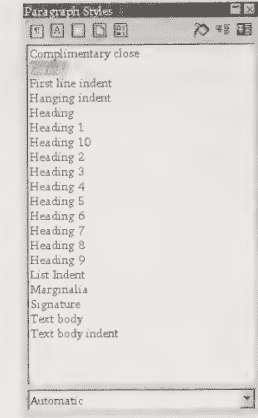 Paragraph Styles
Complimentary close
First line indent
Hanging indent
Heading
Heading 1
Heading 10
Heading 2
Heading 3
Heading 4
Heading 5
Heading 6
Heading 7
Heading 8
Heading 9
List Indent
Marginalia
Signature
Text body
Text body indent
Automatic